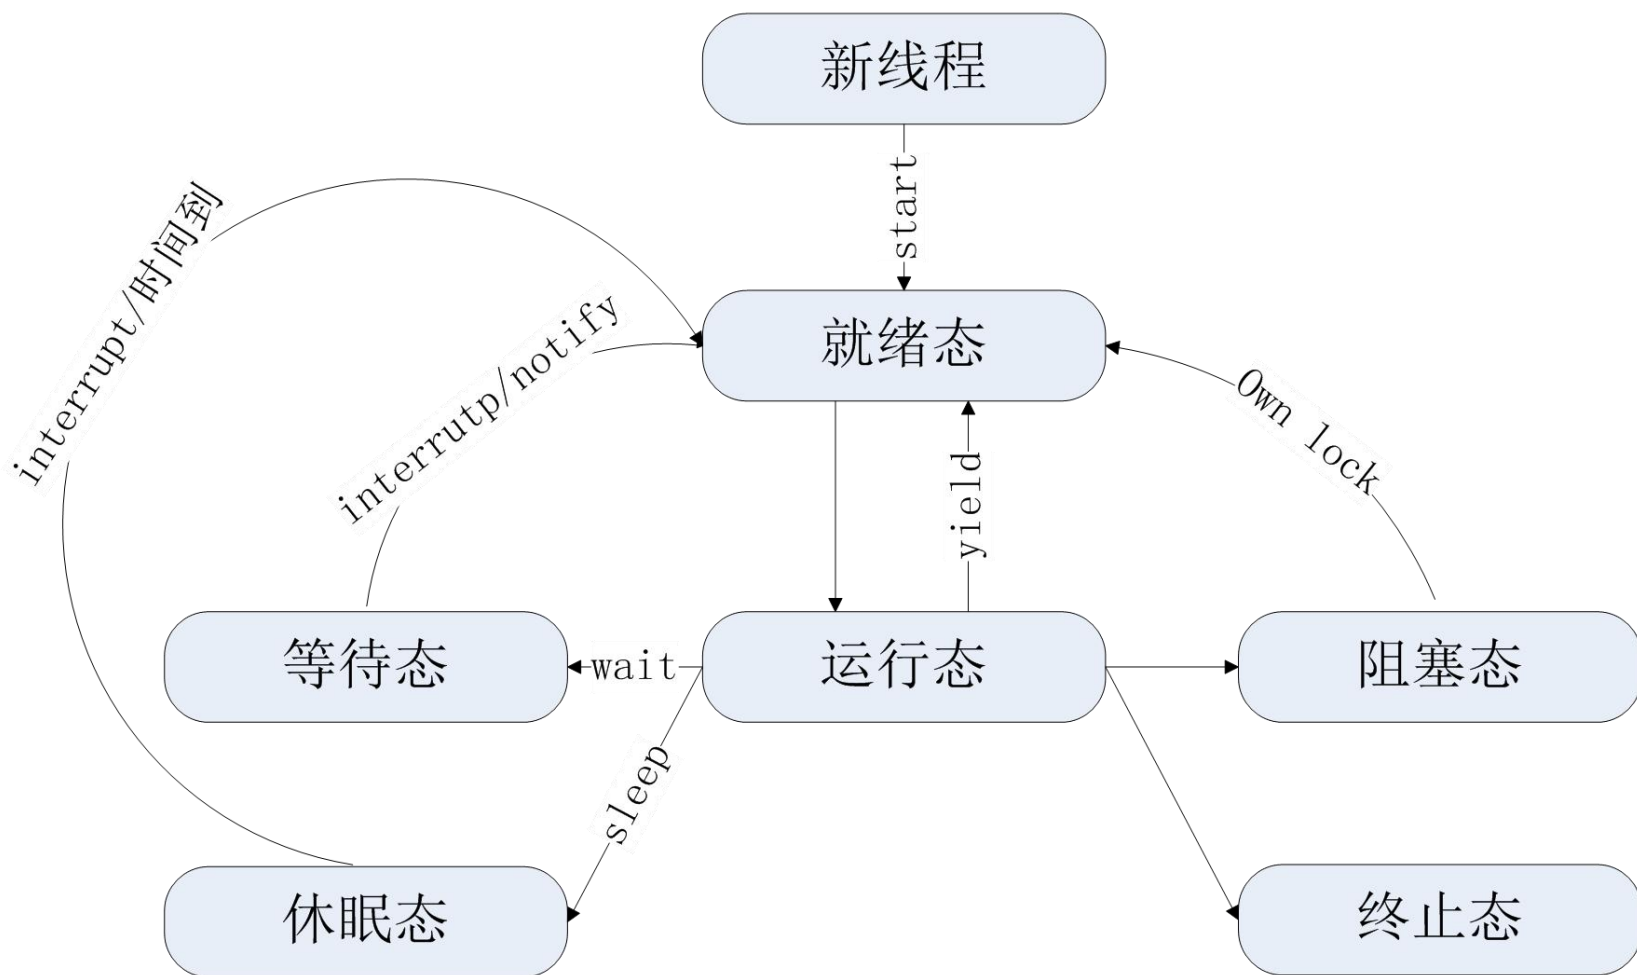 新线程
start
interrupt/时间到
interrutp/notify
就绪态
Own lock
yield
等待态
wait
运行态
阻塞态
sleep
休眠态
终止态